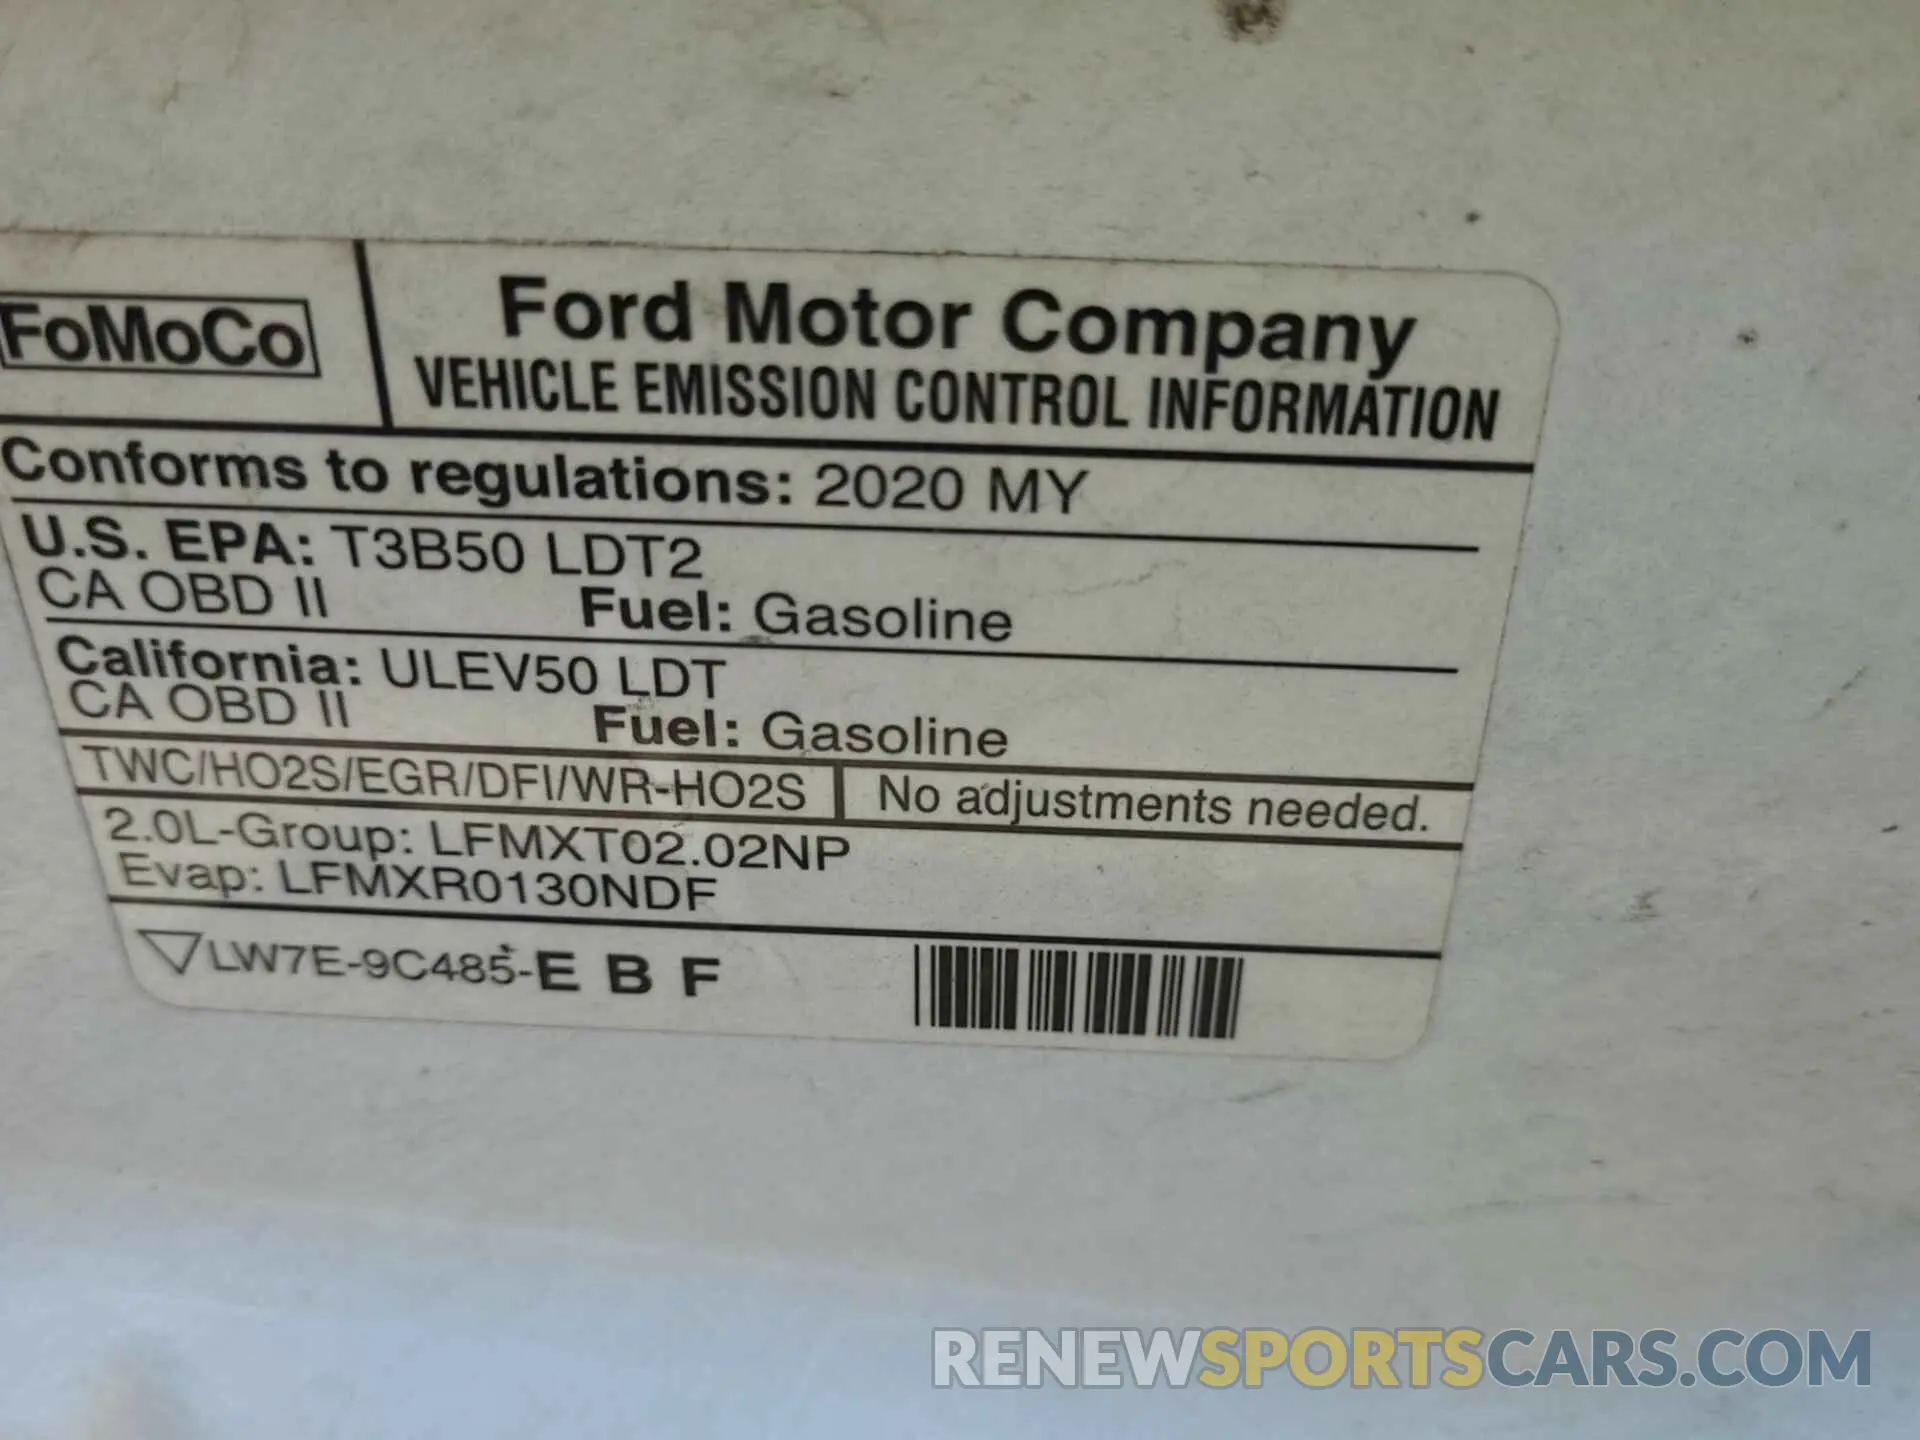 FoMoCo
Ford Motor Company
VEHICLE EMISSION CONTROL INFORMATION
Conforms to regulations: 2020 MY
U.S. EPA: T3B50 LDT2
CA OBD II Fuel: Gasoline
California: ULEV50 LDT
CA OBD II Fuel: Gasoline
TWC/HO2S/EGR/DFI/WR-HO2S No adjustments needed.
2.0L-Group: LFMXT02.02NP
Evap: LFMXR0130NDF
LW7E-9C485-E B F
RENEWSPORTSCARS.COM